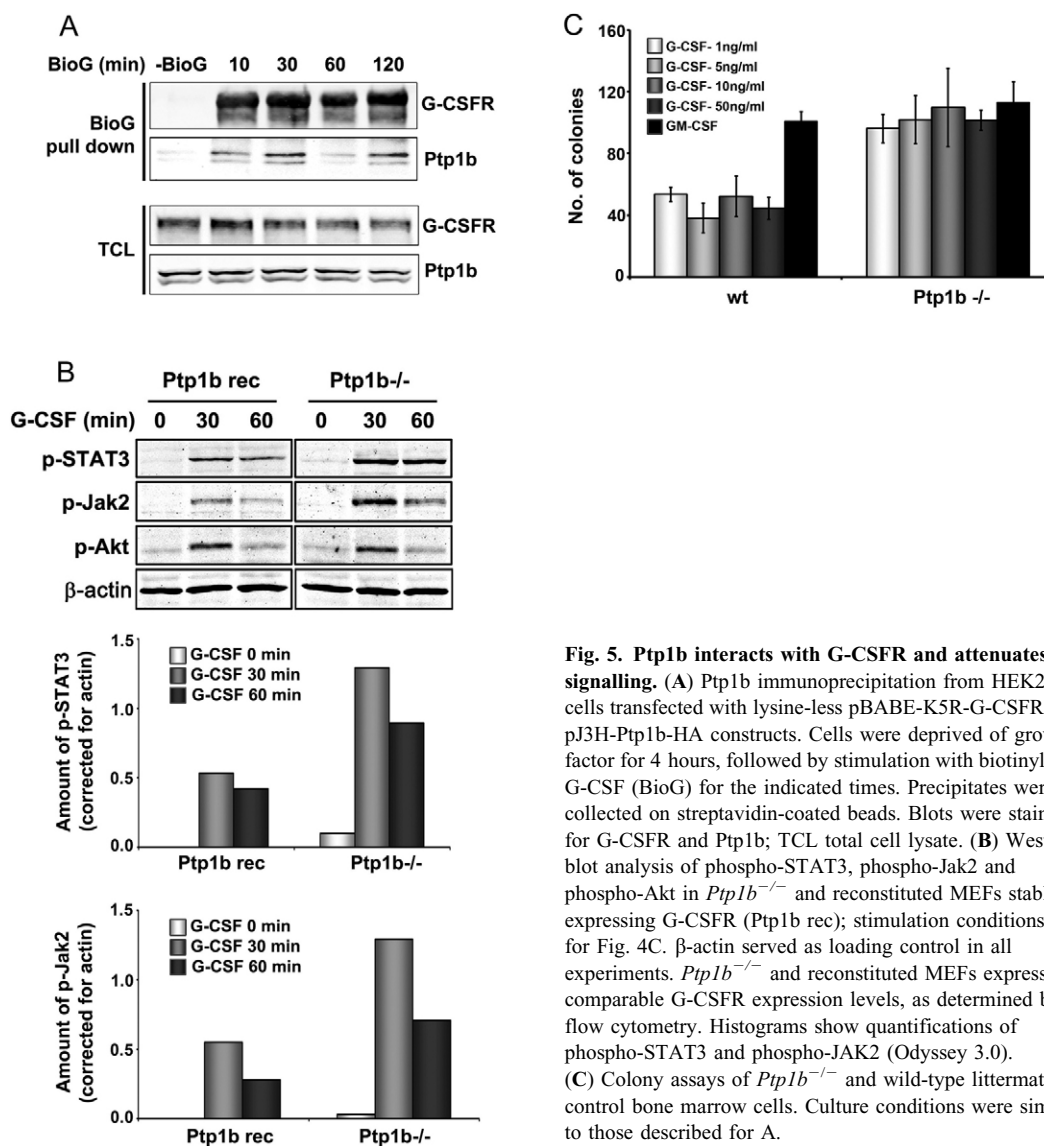 A
BioG (min) -BioG 10 30 60 120
BioG pull down
G-CSFR
Ptp1b
TCL
G-CSFR
Ptp1b
C
No. of colonies
160
120
80
40
0
G-CSF- 1ng/ml
G-CSF- 5ng/ml
G-CSF- 10ng/ml
G-CSF- 50ng/ml
GM-CSF
wt Ptp1b -/-
B
Ptp1b rec Ptp1b-/-
G-CSF (min) 0 30 60 0 30 60
p-STAT3
p-Jak2
p-Akt
β-actin
Amount of p-STAT3
(corrected for actin)
1.5
1.0
0.5
0.0
G-CSF 0 min
G-CSF 30 min
G-CSF 60 min
Ptp1b rec Ptp1b-/-
Amount of p-Jak2
(corrected for actin)
1.5
1.0
0.5
0.0
G-CSF 0 min
G-CSF 30 min
G-CSF 60 min
Ptp1b rec Ptp1b-/-
Fig. 5. Ptp1b interacts with G-CSFR and attenuates
signalling. (A) Ptp1b immunoprecipitation from HEK2
cells transfected with lysine-less pBABE-K5R-G-CSFR
pJ3H-Ptp1b-HA constructs. Cells were deprived of grow
factor for 4 hours, followed by stimulation with biotinyl
G-CSF (BioG) for the indicated times. Precipitates wer
collected on streptavidin-coated beads. Blots were stain
for G-CSFR and Ptp1b; TCL total cell lysate. (B) West
blot analysis of phospho-STAT3, phospho-Jak2 and
phospho-Akt in Ptp1b−/− and reconstituted MEFs stabl
expressing G-CSFR (Ptp1b rec); stimulation conditions
for Fig. 4C. β-actin served as loading control in all
experiments. Ptp1b−/− and reconstituted MEFs express
comparable G-CSFR expression levels, as determined b
flow cytometry. Histograms show quantifications of
phospho-STAT3 and phospho-JAK2 (Odyssey 3.0).
(C) Colony assays of Ptp1b−/− and wild-type littermat
control bone marrow cells. Culture conditions were sim
to those described for A.